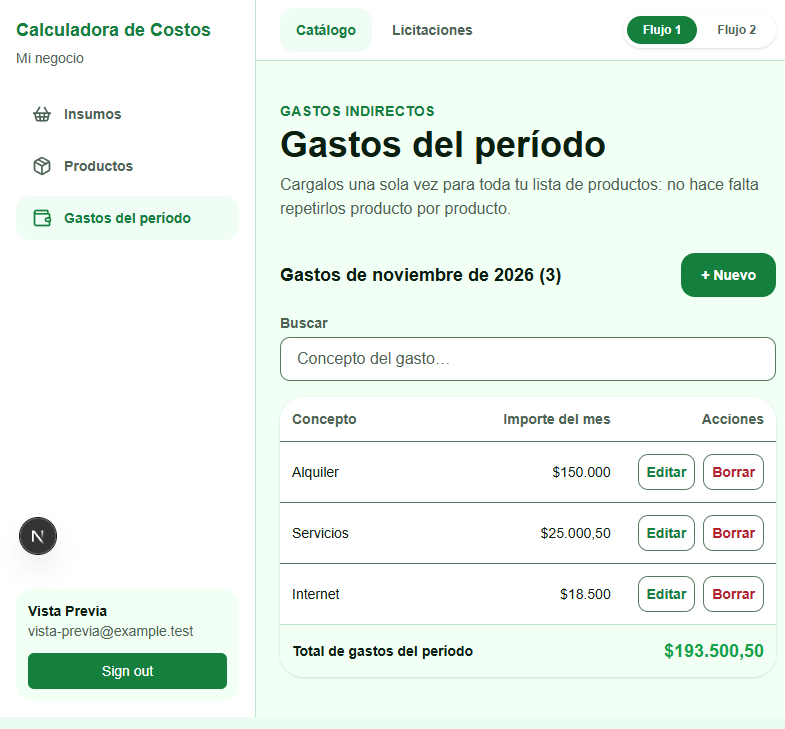 Calculadora de Costos
Mi negocio
Insumos
Productos
Gastos del período
N
Vista Previa
vista-previa@example.test
Sign out
Catálogo
Licitaciones
Flujo 1
Flujo 2
GASTOS INDIRECTOS
Gastos del período
Cargalos una sola vez para toda tu lista de productos: no hace falta
repetirlos producto por producto.
Gastos de noviembre de 2026 (3)
+ Nuevo
Buscar
Concepto del gasto…
Concepto Importe del mes Acciones
Alquiler $150.000 Editar Borrar
Servicios $25.000,50 Editar Borrar
Internet $18.500 Editar Borrar
Total de gastos del período $193.500,50